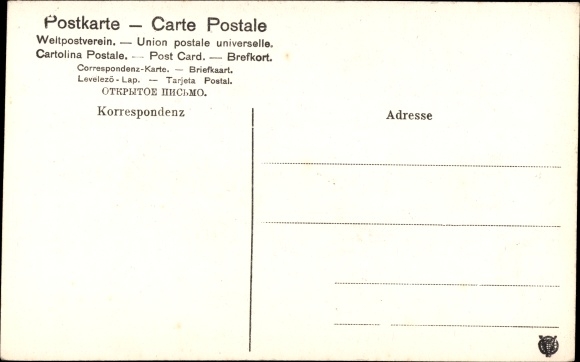 Postkarte — Carte Postale
Weltpostverein. — Union postale universelle.
Cartolina Postale. — Post Card. — Brefkort.
Correspondenz-Karte. — Briefkaart.
Levelező-Lap. — Tarjeta Postal.
ОТКРЫТОЕ ПИСЬМО.
Korrespondenz
Adresse